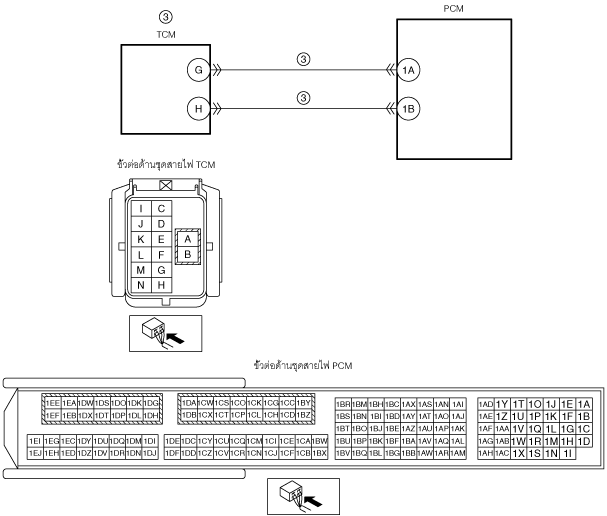 ③
TCM
PCM
G ③ 1A
H ③ 1B
ขั้วต่อด้านชุดสายไฟ TCM
I C
J D
K E A
L F B
M G
N H
ขั้วต่อด้านชุดสายไฟ PCM
1EE 1EA 1DW 1DS 1DO 1DK 1DG 1DA 1CW 1CS 1CO 1CK 1CG 1CC 1BY 1BR 1BM 1BH 1BC 1AX 1AS 1AN 1AI 1AD 1Y 1T 1O 1J 1E 1A
1EF 1EB 1DX 1DT 1DP 1DL 1DH 1DB 1CX 1CT 1CP 1CL 1CH 1CD 1BZ 1BS 1BN 1BI 1BD 1AY 1AT 1AO 1AJ 1AE 1Z 1U 1P 1K 1F 1B
1BT 1BO 1BJ 1BE 1AZ 1AU 1AP 1AK 1AF 1AA 1V 1Q 1L 1G 1C
1EI 1EG 1EC 1DY 1DU 1DQ 1DM 1DI 1DE 1DC 1CY 1CU 1CQ 1CM 1CI 1CE 1CA 1BW 1BU 1BP 1BK 1BF 1BA 1AV 1AQ 1AL 1AG 1AB 1W 1R 1M 1H 1D
1EJ 1EH 1ED 1DZ 1DV 1DR 1DN 1DJ 1DF 1DD 1CZ 1CV 1CR 1CN 1CJ 1CF 1CB 1BX 1BV 1BQ 1BL 1BG 1BB 1AW 1AR 1AM 1AH 1AC 1X 1S 1N 1I